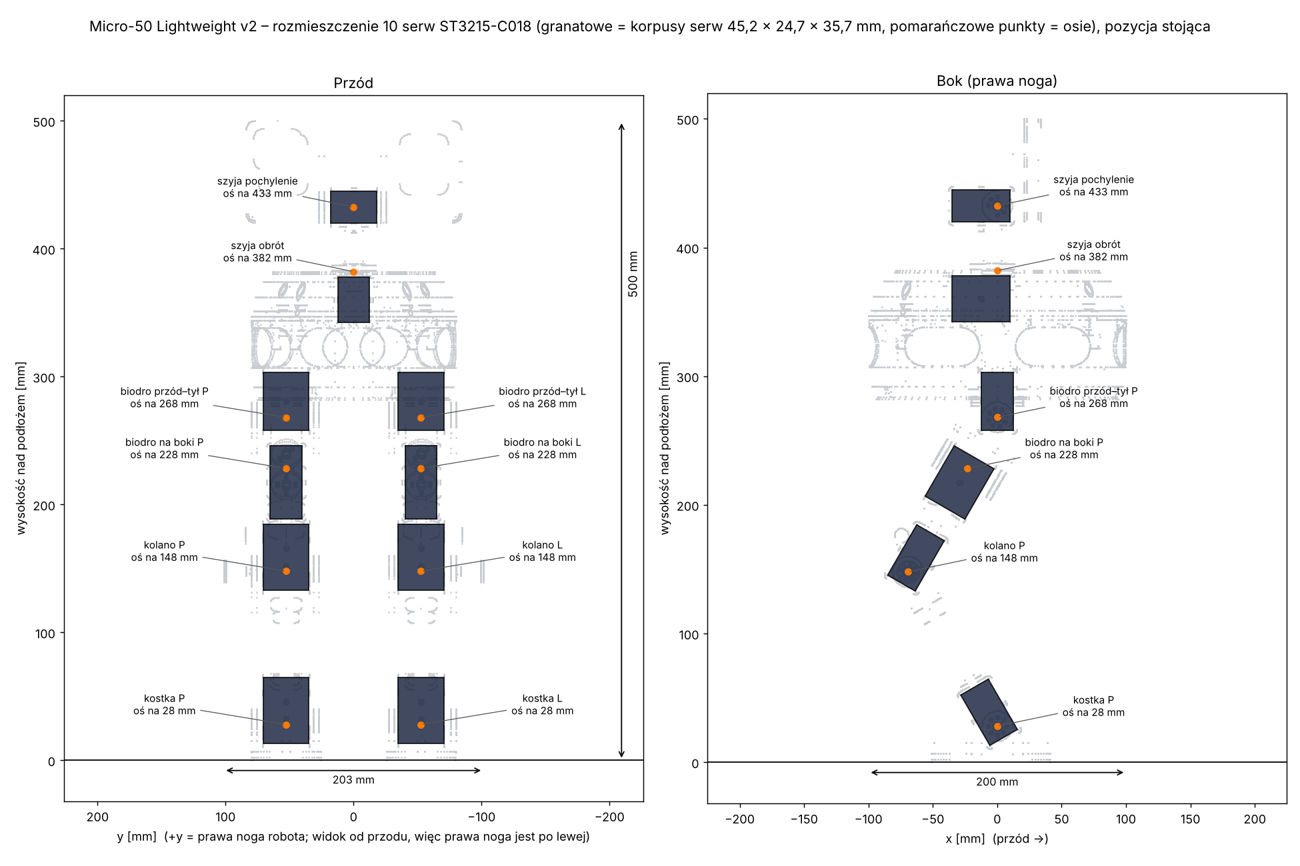 Micro-50 Lightweight v2 – rozmieszczenie 10 serw ST3215-C018 (granatowe = korpusy serw 45,2 × 24,7 × 35,7 mm, pomarańczowe punkty = osie), pozycja stojąca
Przód
500
400
300
200
100
0
wysokość nad podłożem [mm]
szyja pochylenie
oś na 433 mm
szyja obrót
oś na 382 mm
biodro przód–tył P
oś na 268 mm
biodro przód–tył L
oś na 268 mm
biodro na boki P
oś na 228 mm
biodro na boki L
oś na 228 mm
kolano P
oś na 148 mm
kolano L
oś na 148 mm
kostka P
oś na 28 mm
kostka L
oś na 28 mm
500 mm
203 mm
200
100
0
−100
−200
y [mm]  (+y = prawa noga robota; widok od przodu, więc prawa noga jest po lewej)
Bok (prawa noga)
500
400
300
200
100
0
wysokość nad podłożem [mm]
szyja pochylenie
oś na 433 mm
szyja obrót
oś na 382 mm
biodro przód–tył P
oś na 268 mm
biodro na boki P
oś na 228 mm
kolano P
oś na 148 mm
kostka P
oś na 28 mm
200 mm
−200
−150
−100
−50
0
50
100
150
200
x [mm]  (przód →)